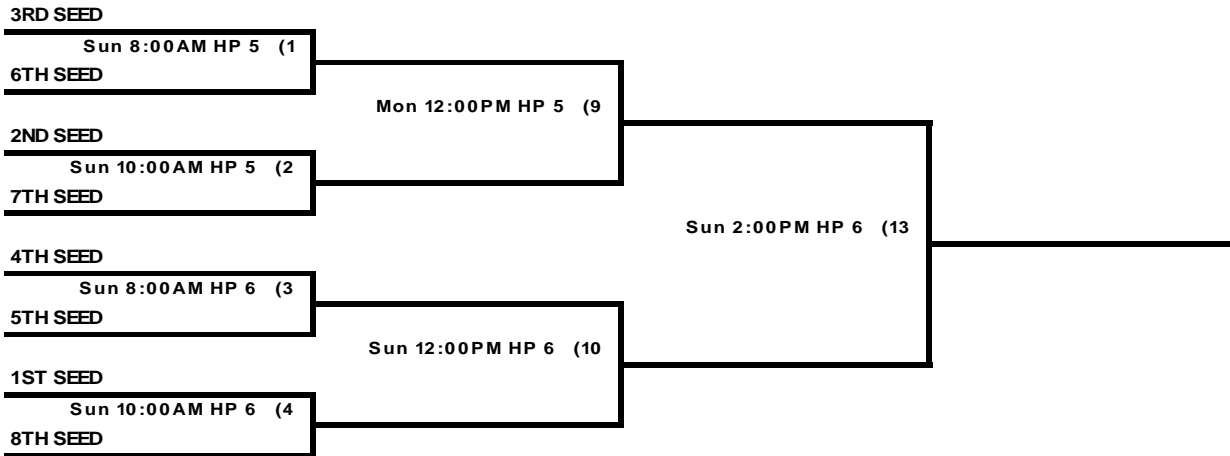 3RD SEED
Sun 8:00AM HP 5 (1
6TH SEED
Mon 12:00PM HP 5 (9
2ND SEED
Sun 10:00AM HP 5 (2
7TH SEED
Sun 2:00PM HP 6 (13
4TH SEED
Sun 8:00AM HP 6 (3
5TH SEED
Sun 12:00PM HP 6 (10
1ST SEED
Sun 10:00AM HP 6 (4
8TH SEED